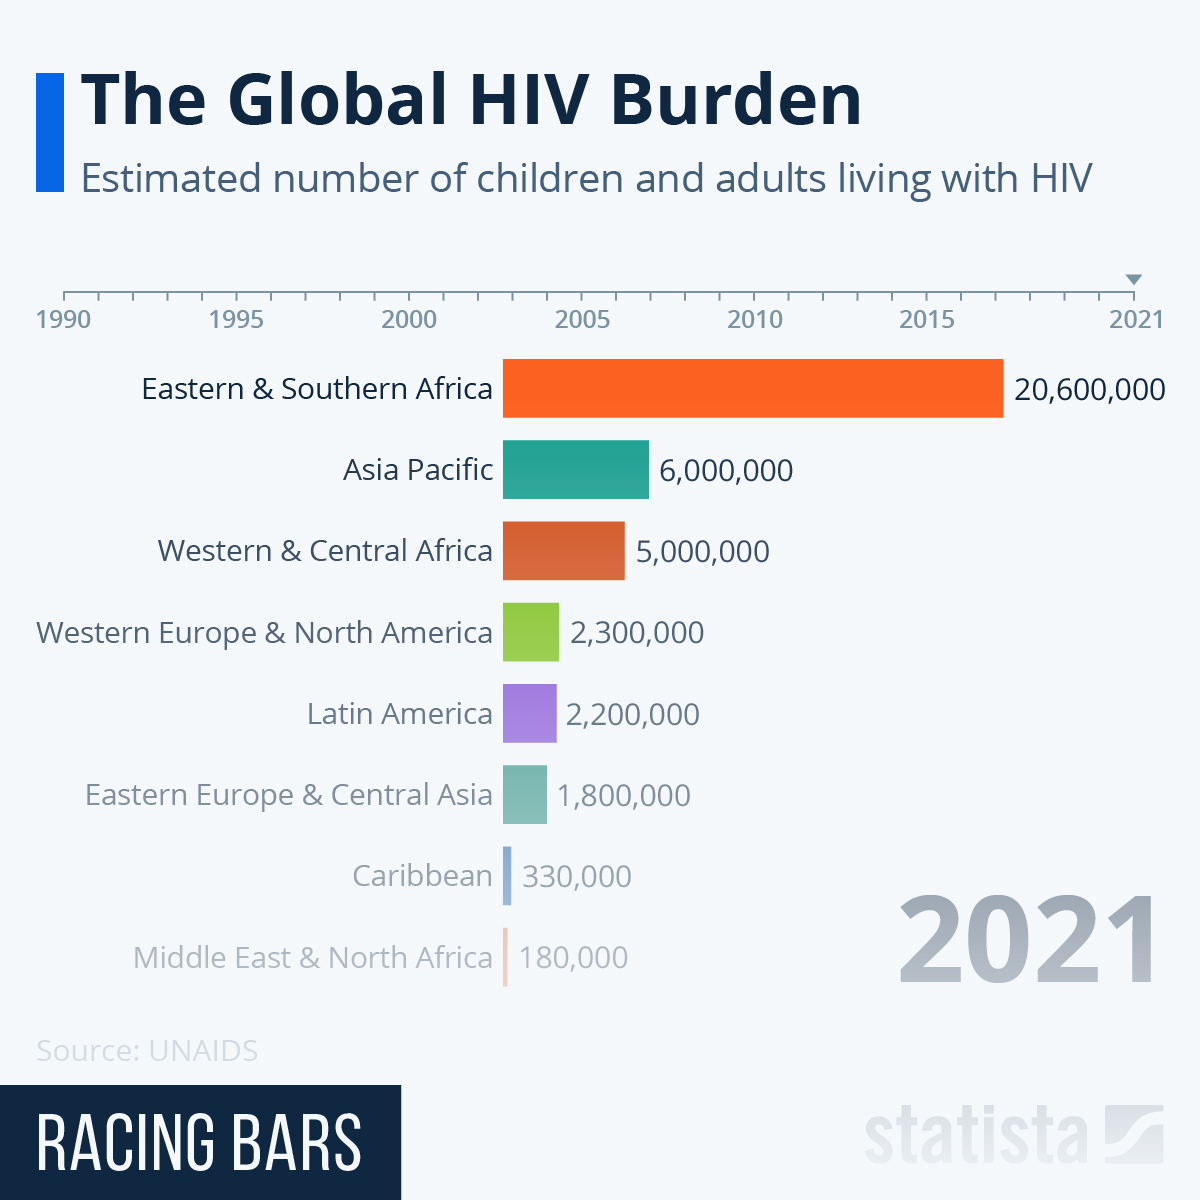 The Global HIV Burden
Estimated number of children and adults living with HIV
1990 1995 2000 2005 2010 2015 2021
Eastern & Southern Africa 20,600,000
Asia Pacific 6,000,000
Western & Central Africa 5,000,000
Western Europe & North America 2,300,000
Latin America 2,200,000
Eastern Europe & Central Asia 1,800,000
Caribbean 330,000
Middle East & North Africa 180,000
2021
Source: UNAIDS
RACING BARS
statista